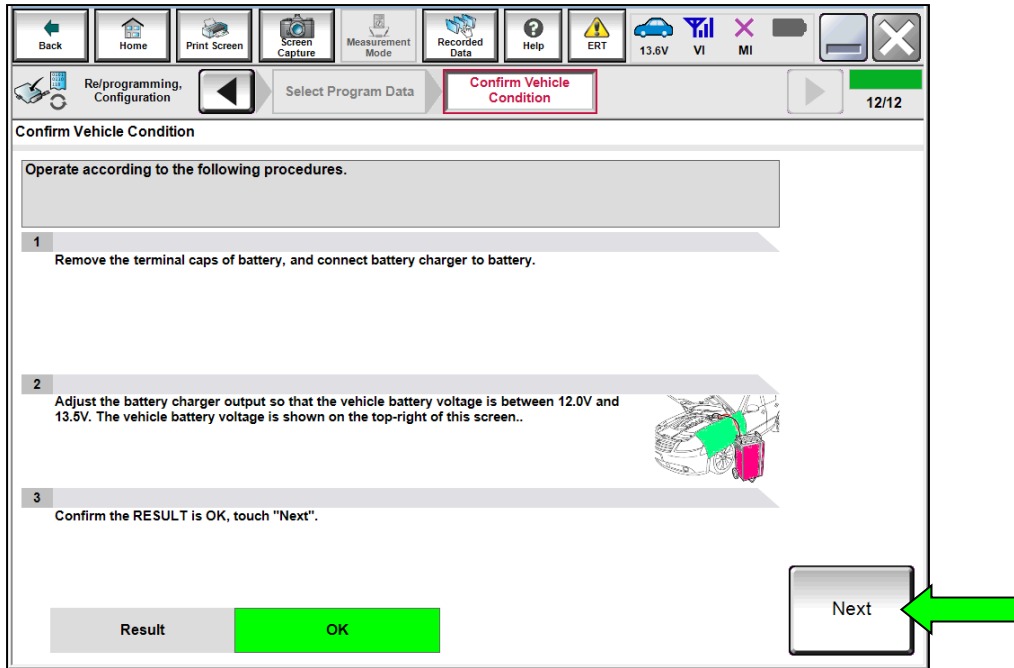 Back
Home
Print Screen
Screen
Capture
Measurement
Mode
Recorded
Data
Help
ERT
13.6V
VI
MI
Re/programming,
Configuration
Select Program Data
Confirm Vehicle
Condition
12/12
Confirm Vehicle Condition
Operate according to the following procedures.
1
Remove the terminal caps of battery, and connect battery charger to battery.
2
Adjust the battery charger output so that the vehicle battery voltage is between 12.0V and
13.5V. The vehicle battery voltage is shown on the top-right of this screen..
3
Confirm the RESULT is OK, touch "Next".
Next
Result
OK